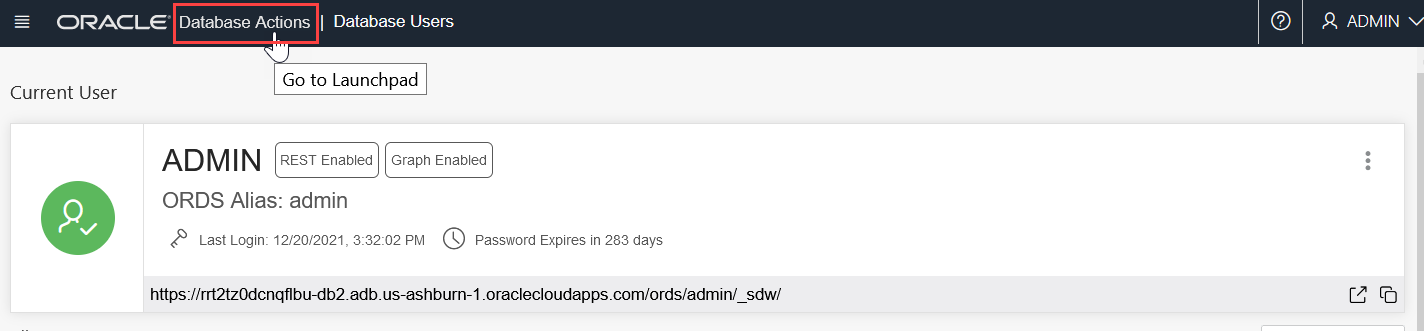 ORACLE Database Actions | Database Users
ADMIN
Go to Launchpad
Current User
ADMIN REST Enabled Graph Enabled
ORDS Alias: admin
Last Login: 12/20/2021, 3:32:02 PM Password Expires in 283 days
https://rrt2tz0dcnqflbu-db2.adb.us-ashburn-1.oraclecloudapps.com/ords/admin/_sdw/